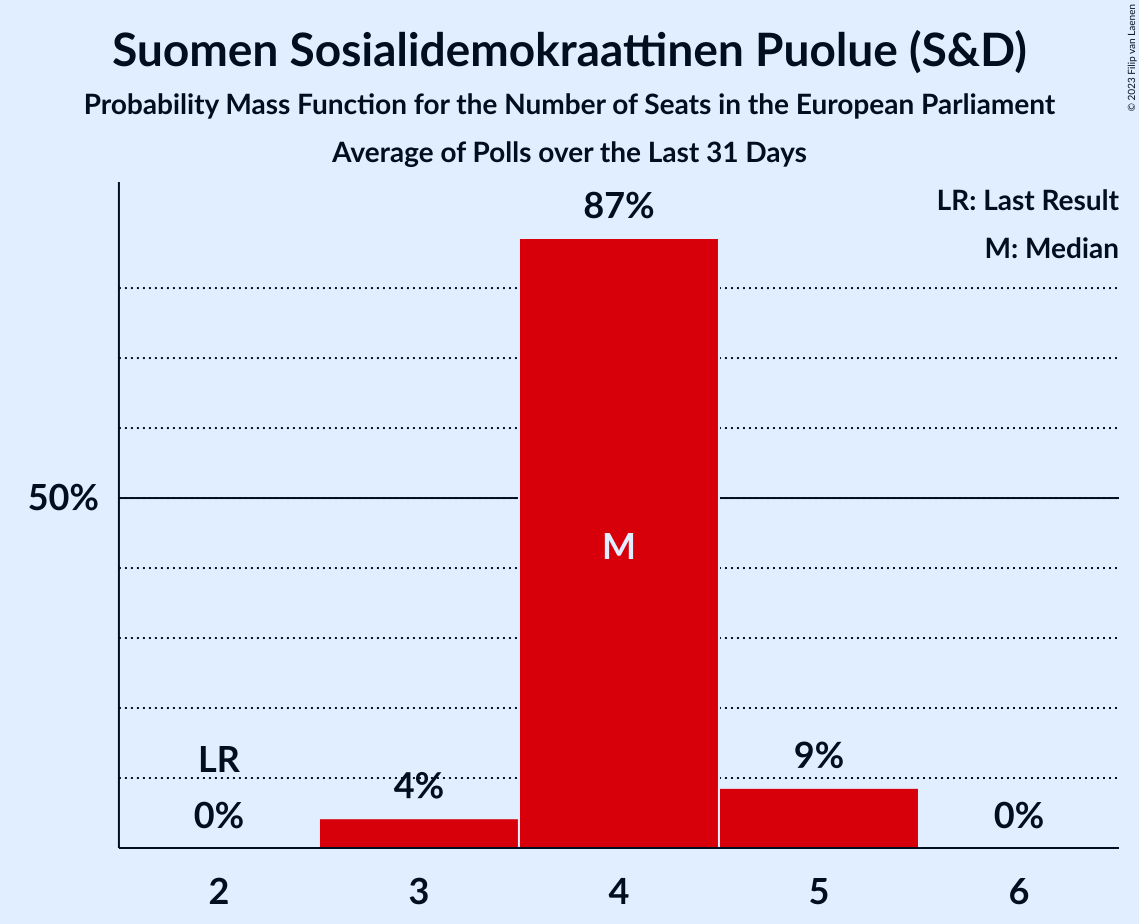 Suomen Sosialidemokraattinen Puolue (S&D)
Probability Mass Function for the Number of Seats in the European Parliament
Average of Polls over the Last 31 Days
© 2023 Filip van Laenen
LR: Last Result
M: Median
87%
50%
M
LR
0%
4%
9%
0%
2 3 4 5 6